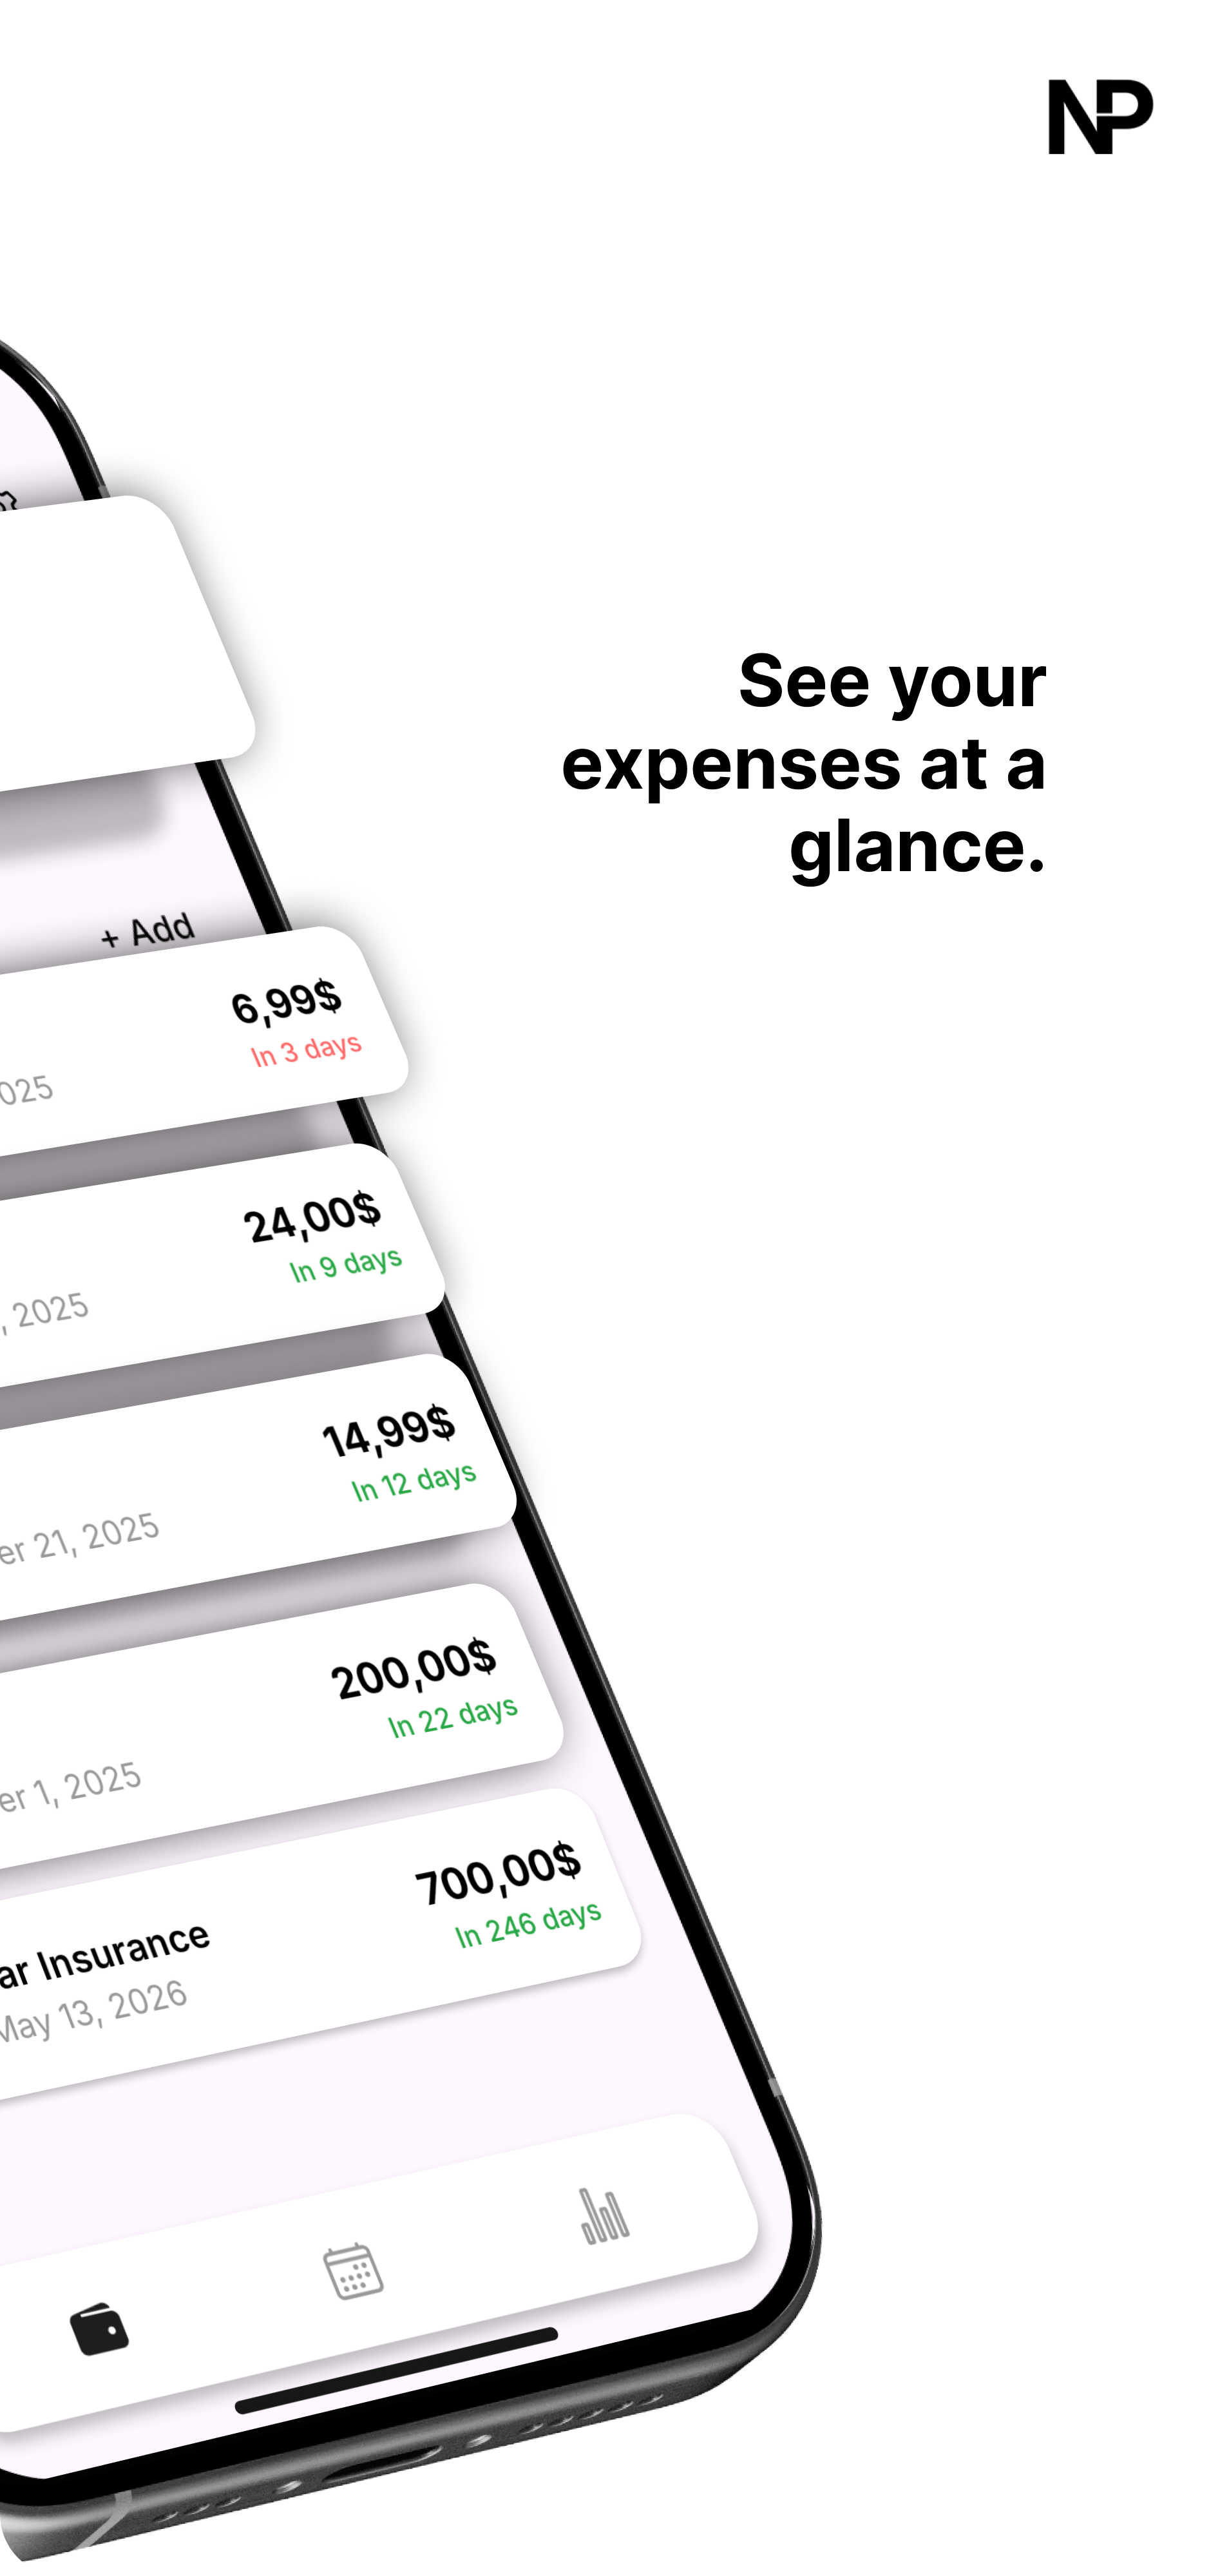 NP
See your
expenses at a
glance.
+ Add
6,99$
In 3 days
2025
24,00$
In 9 days
, 2025
14,99$
In 12 days
er 21, 2025
200,00$
In 22 days
er 1, 2025
700,00$
In 246 days
ar Insurance
May 13, 2026